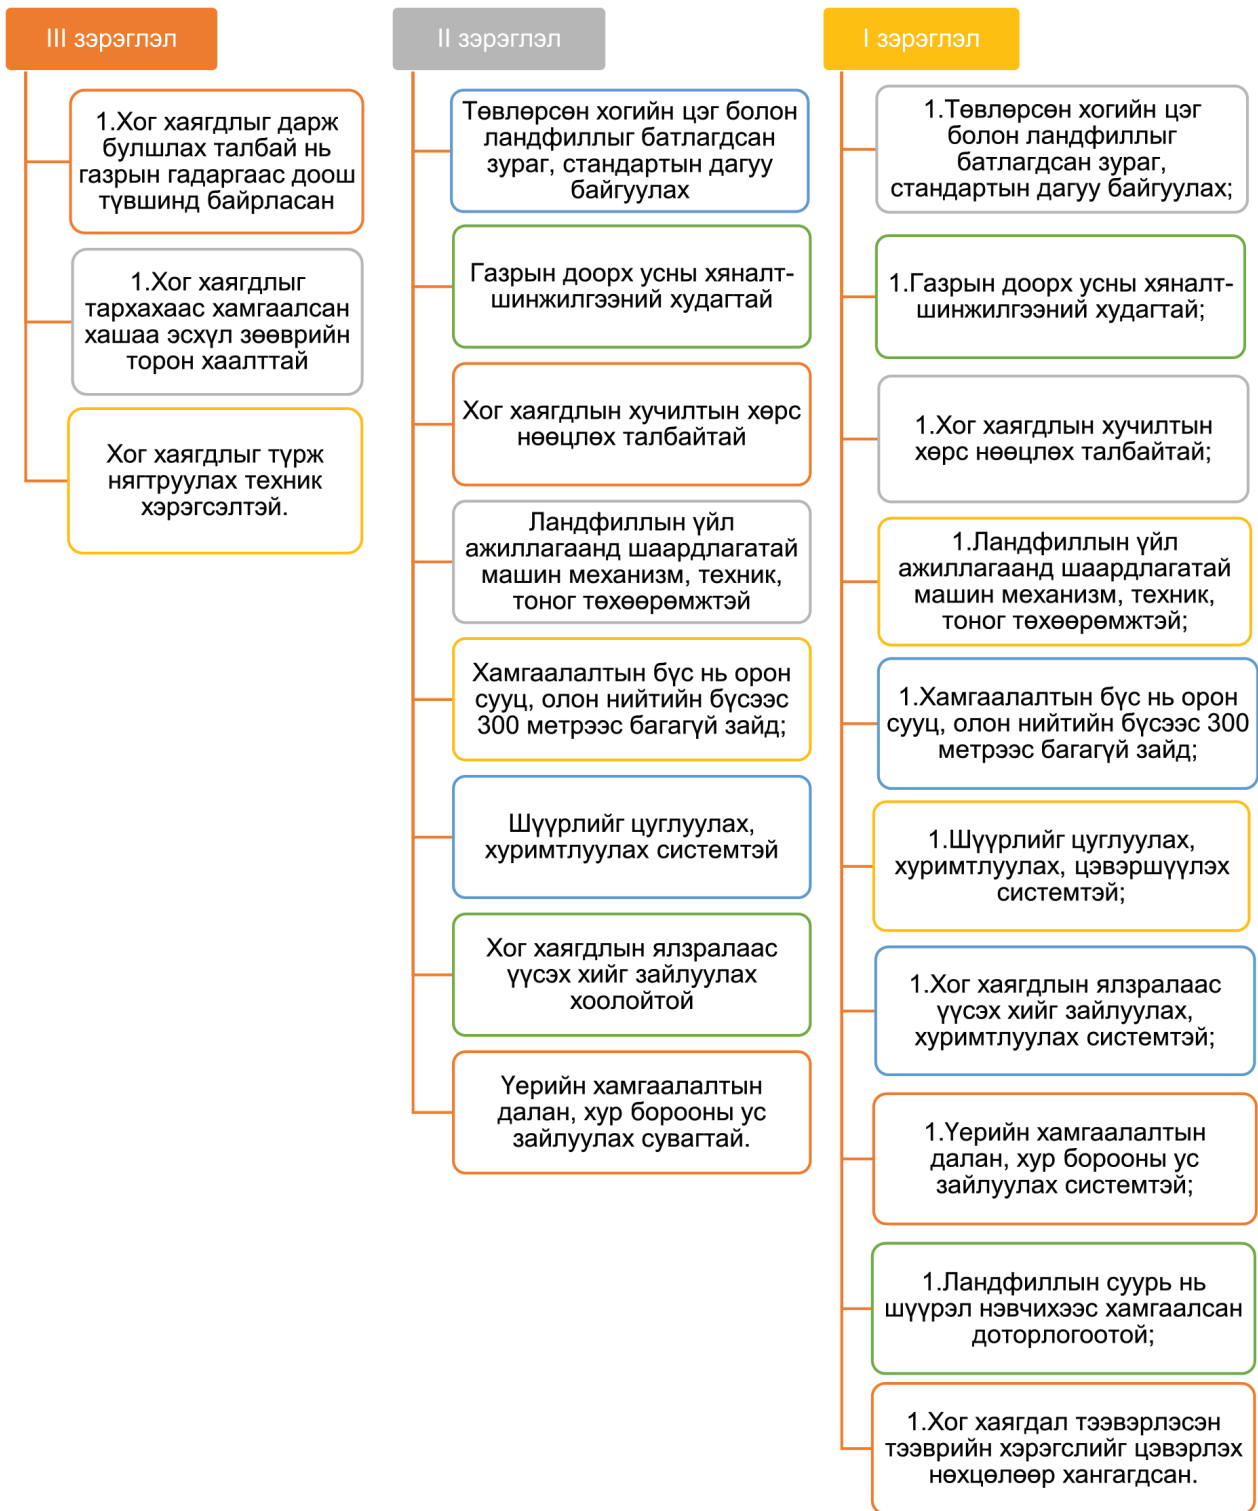 III зэрэглэл
1.Хог хаягдлыг дарж
булшлах талбай нь
газрын гадаргаас доош
түвшинд байрласан
1.Хог хаягдлыг
тархахаас хамгаалсан
хашаа эсхүл зөөврийн
торон хаалттай
Хог хаягдлыг түрж
нягтруулах техник
хэрэгсэлтэй.
II зэрэглэл
Төвлөрсөн хогийн цэг болон
ландфиллыг батлагдсан
зураг, стандартын дагуу
байгуулах
Газрын доорх усны хяналт-
шинжилгээний худагтай
Хог хаягдлын хучилтын хөрс
нөөцлөх талбайтай
Ландфиллын үйл
ажиллагаанд шаардлагатай
машин механизм, техник,
тоног төхөөрөмжтэй
Хамгаалалтын бүс нь орон
сууц, олон нийтийн бүсээс
300 метрээс багагүй зайд;
Шүүрлийг цуглуулах,
хуримтлуулах системтэй
Хог хаягдлын ялзралаас
үүсэх хийг зайлуулах
хоолойтой
Үерийн хамгаалалтын
далан, хур борооны ус
зайлуулах сувагтай.
I зэрэглэл
1.Төвлөрсөн хогийн цэг
болон ландфиллыг
батлагдсан зураг,
стандартын дагуу байгуулах;
1.Газрын доорх усны хяналт-
шинжилгээний худагтай;
1.Хог хаягдлын хучилтын
хөрс нөөцлөх талбайтай;
1.Ландфиллын үйл
ажиллагаанд шаардлагатай
машин механизм, техник,
тоног төхөөрөмжтэй;
1.Хамгаалалтын бүс нь орон
сууц, олон нийтийн бүсээс 300
метрээс багагүй зайд;
1.Шүүрлийг цуглуулах,
хуримтлуулах, цэвэршүүлэх
системтэй;
1.Хог хаягдлын ялзралаас
үүсэх хийг зайлуулах,
хуримтлуулах системтэй;
1.Үерийн хамгаалалтын
далан, хур борооны ус
зайлуулах системтэй;
1.Ландфиллын суурь нь
шүүрэл нэвчихээс хамгаалсан
доторлогоотой;
1.Хог хаягдал тээвэрлэсэн
тээврийн хэрэгслийг цэвэрлэх
нөхцөлөөр хангагдсан.